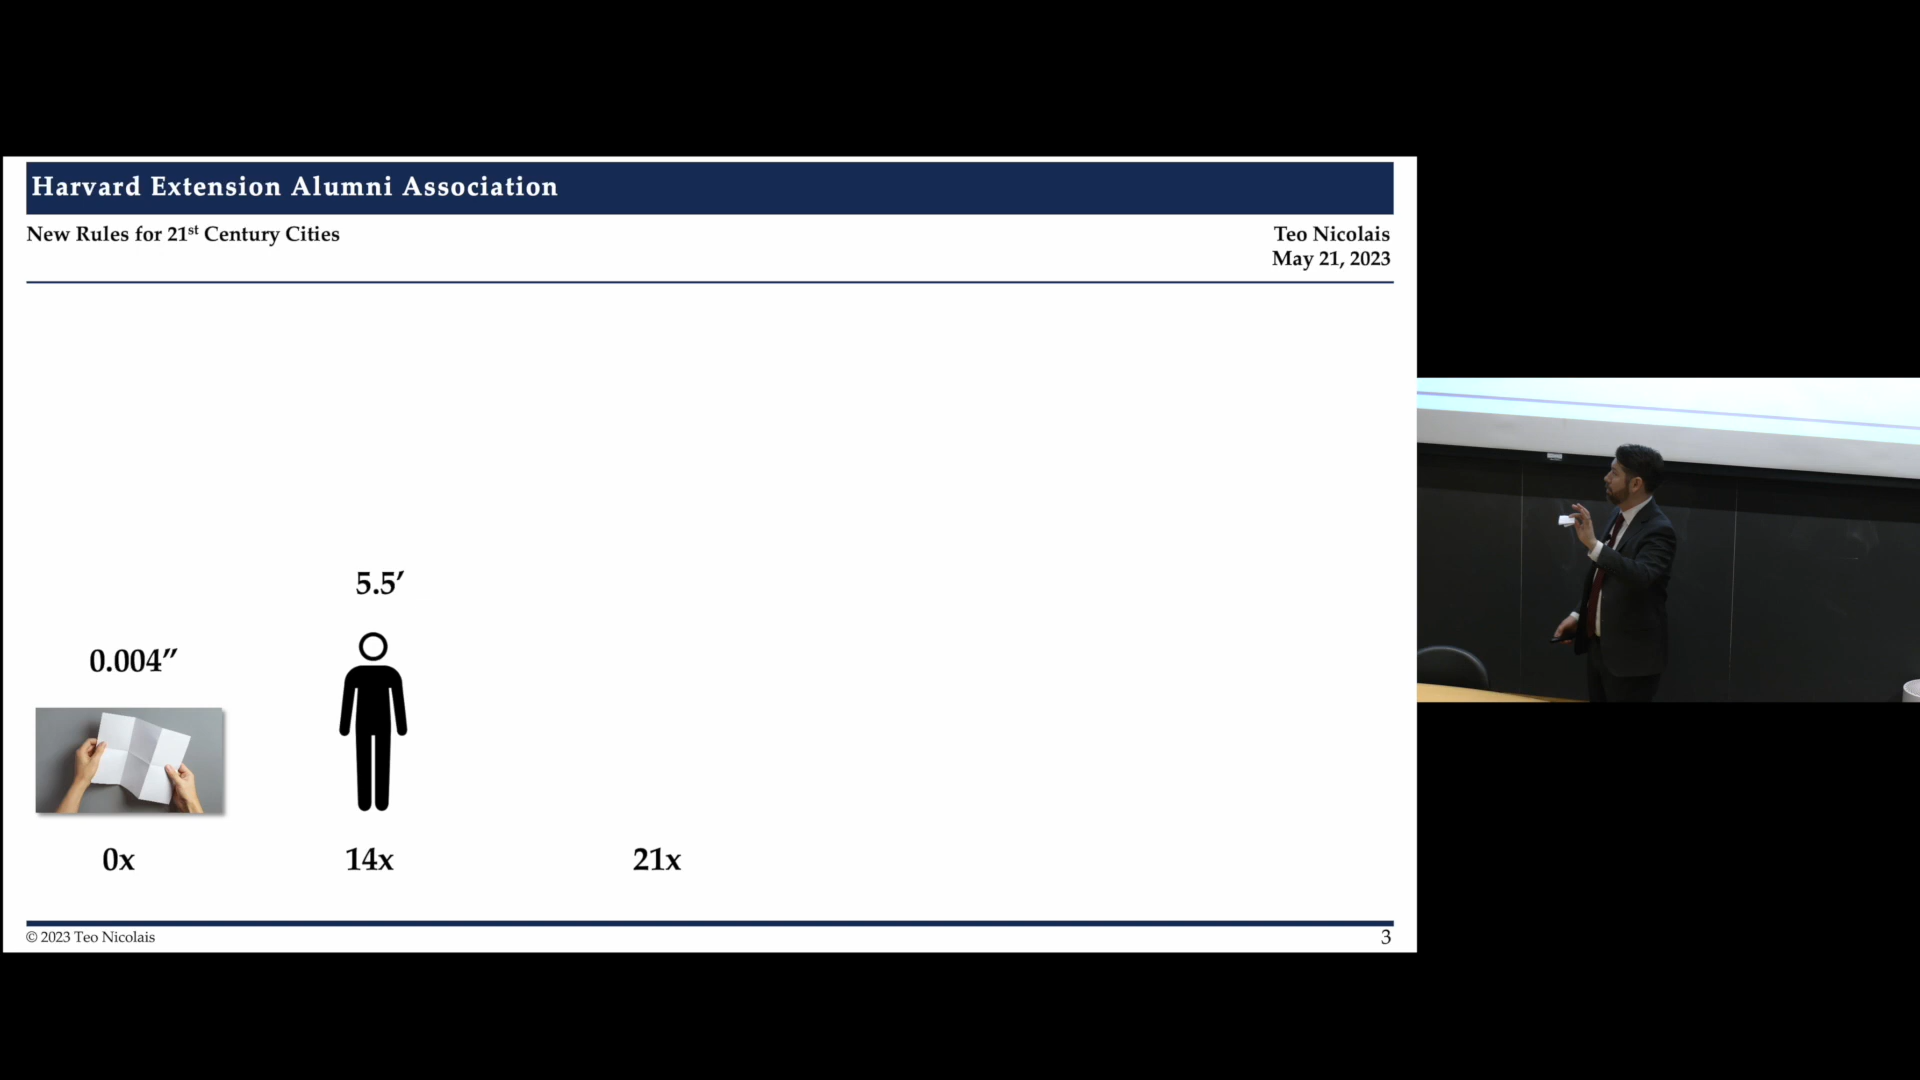 Harvard Extension Alumni Association
New Rules for 21st Century Cities
Teo Nicolais
May 21, 2023
5.5′
0.004″
0x
14x
21x
© 2023 Teo Nicolais
3